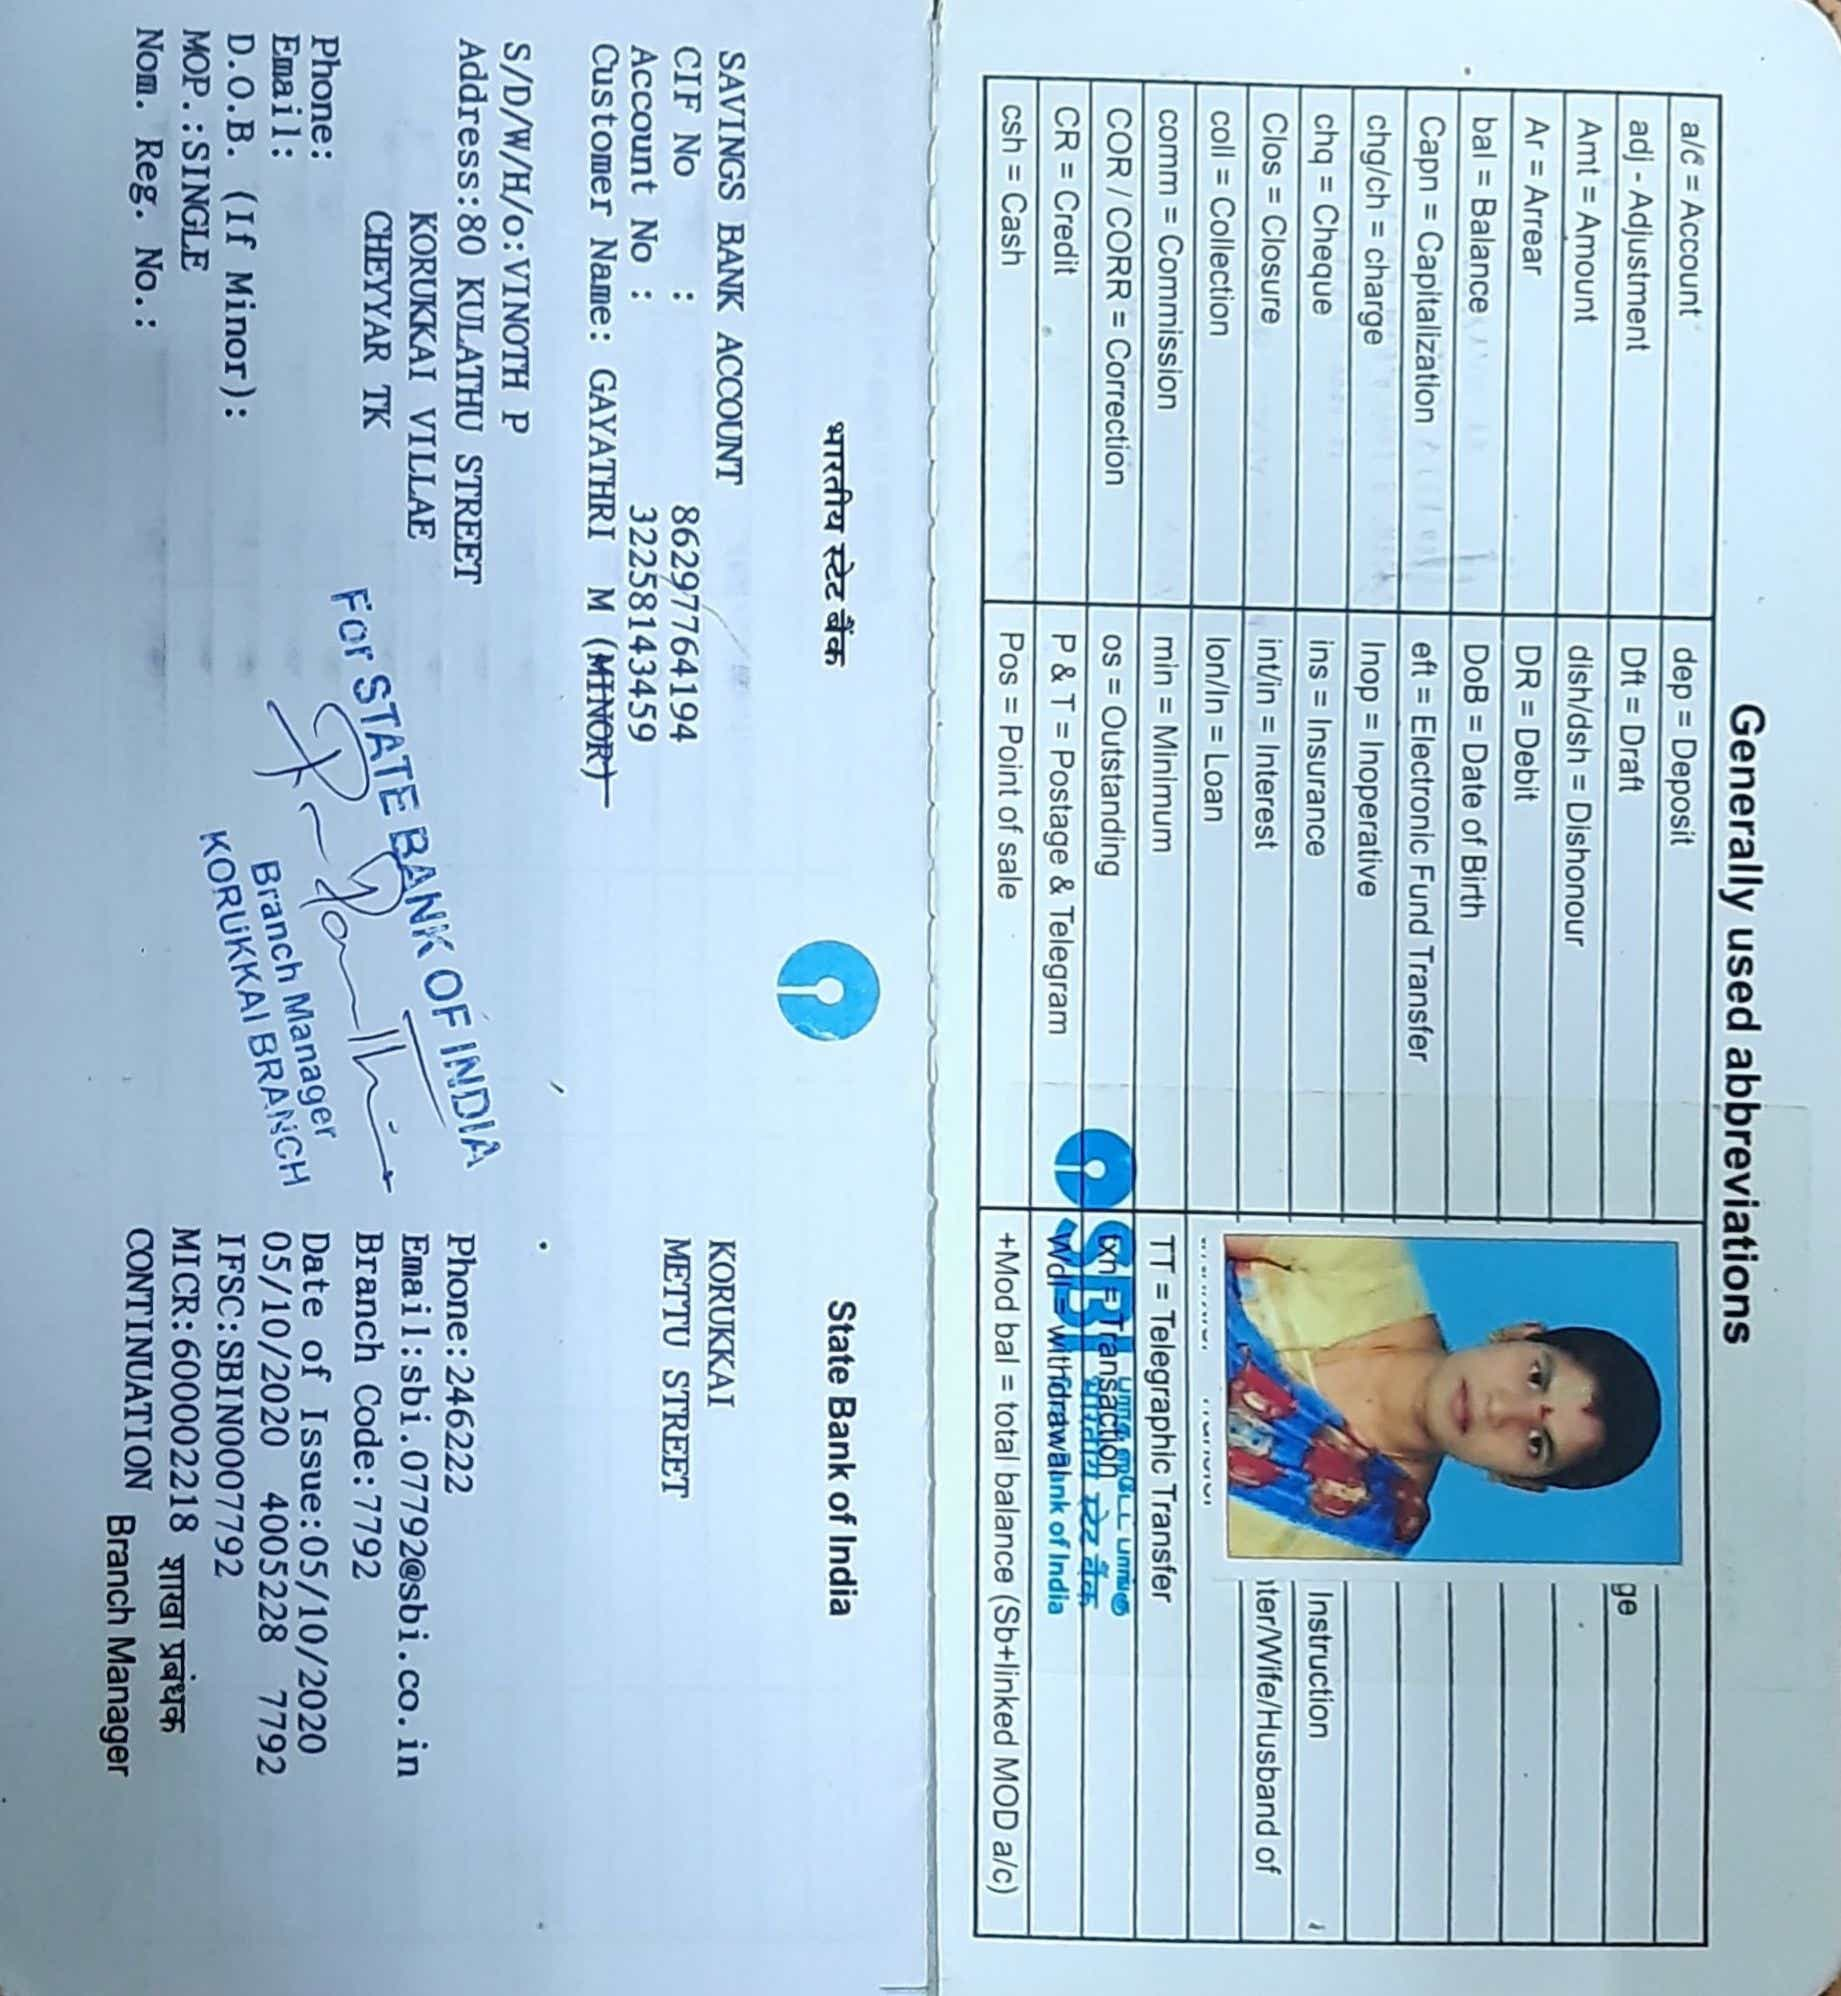 Generally used abbreviations
a/c = Account dep = Deposit
adj - Adjustment Dft = Draft ge
Amt = Amount dish/dsh = Dishonour
Ar = Arrear DR = Debit
bal = Balance DoB = Date of Birth
Capn = Capitalization eft = Electronic Fund Transfer
chg/ch = charge Inop = Inoperative
chq = Cheque ins = Insurance Instruction
Clos = Closure int/in = Interest ter/Wife/Husband of
coll = Collection lon/ln = Loan
comm = Commission min = Minimum TT = Telegraphic Transfer
COR / CORR = Correction os = Outstanding txn = Transaction
CR = Credit P & T = Postage & Telegram Wdl = Withdrawal
csh = Cash Pos = Point of sale +Mod bal = total balance (Sb+linked MOD a/c)
SBI
भारतीय स्टेट बैंक
भारतीय स्टेट बैंक State Bank of India
SAVINGS BANK ACCOUNT KORUKKAI
CIF No : 86297764194 METTU STREET
Account No : 32258143459
Customer Name: GAYATHRI M (MINOR)
S/D/W/H/o:VINOTH P
Address:80 KULATHU STREET Phone:246222
KORUKKAI VILLAE Email:sbi.07792@sbi.co.in
CHEYYAR TK Branch Code:7792
Phone: Date of Issue:05/10/2020
Email: 05/10/2020 4005228 7792
D.O.B. (If Minor): IFSC:SBIN0007792
MOP.:SINGLE MICR:600002218 शाखा प्रबंधक
Nom. Reg. No.: CONTINUATION Branch Manager
For STATE BANK OF INDIA
Branch Manager
KORUKKAI BRANCH